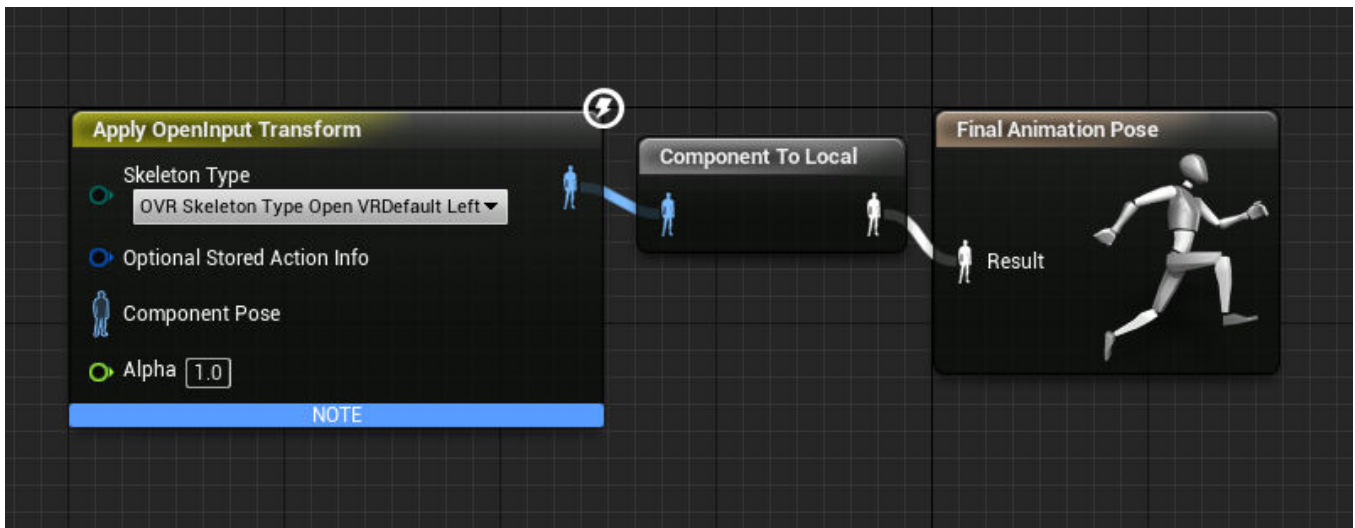 Apply OpenInput Transform
Skeleton Type
OVR Skeleton Type Open VRDefault Left
Optional Stored Action Info
Component Pose
Alpha 1.0
NOTE
Component To Local
Final Animation Pose
Result